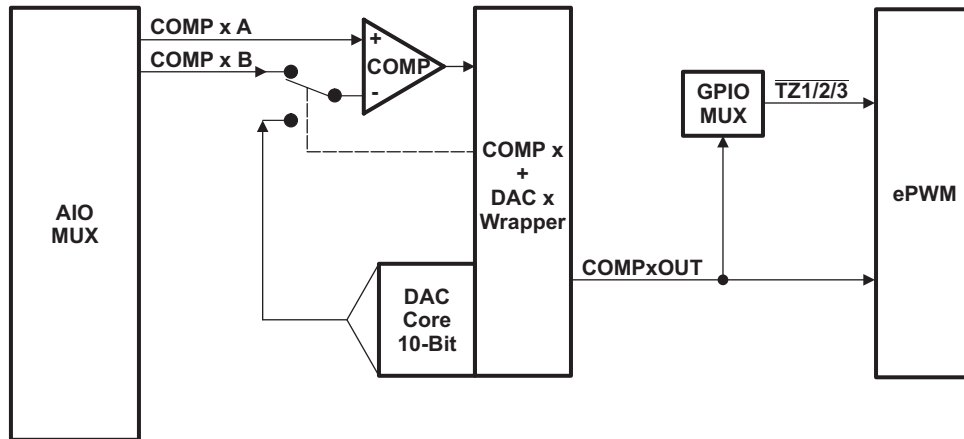 COMP x A
COMP x B
+
COMP
-
AIO
MUX
COMP x
+
DAC x
Wrapper
DAC
Core
10-Bit
COMPxOUT
GPIO
MUX
TZ1/2/3
ePWM